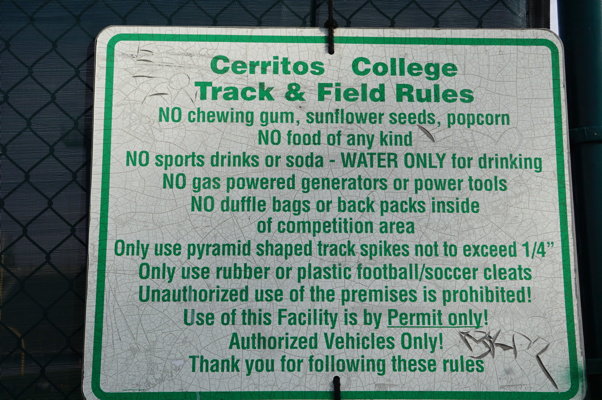 Cerritos College
Track & Field Rules
NO chewing gum, sunflower seeds, popcorn
NO food of any kind
NO sports drinks or soda - WATER ONLY for drinking
NO gas powered generators or power tools
NO duffle bags or back packs inside
of competition area
Only use pyramid shaped track spikes not to exceed 1/4"
Only use rubber or plastic football/soccer cleats
Unauthorized use of the premises is prohibited!
Use of this Facility is by Permit only!
Authorized Vehicles Only!
Thank you for following these rules